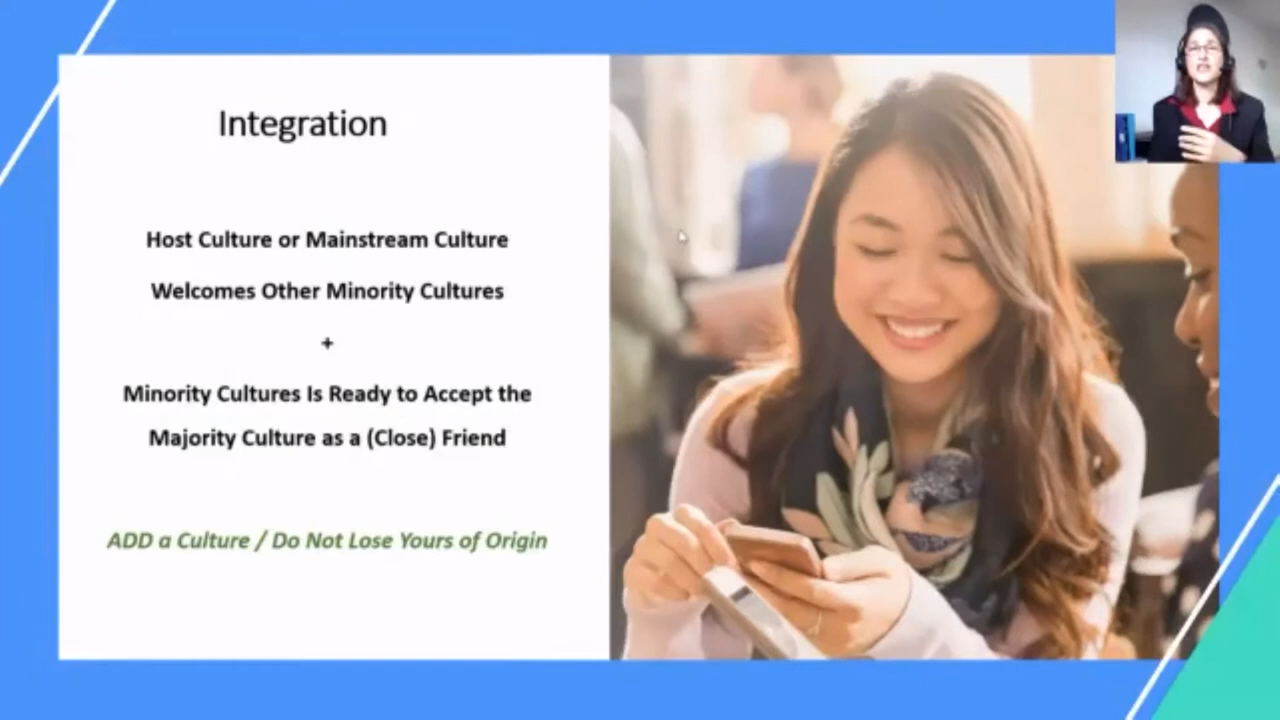 Integration
Host Culture or Mainstream Culture
Welcomes Other Minority Cultures
+
Minority Cultures Is Ready to Accept the
Majority Culture as a (Close) Friend
ADD a Culture / Do Not Lose Yours of Origin